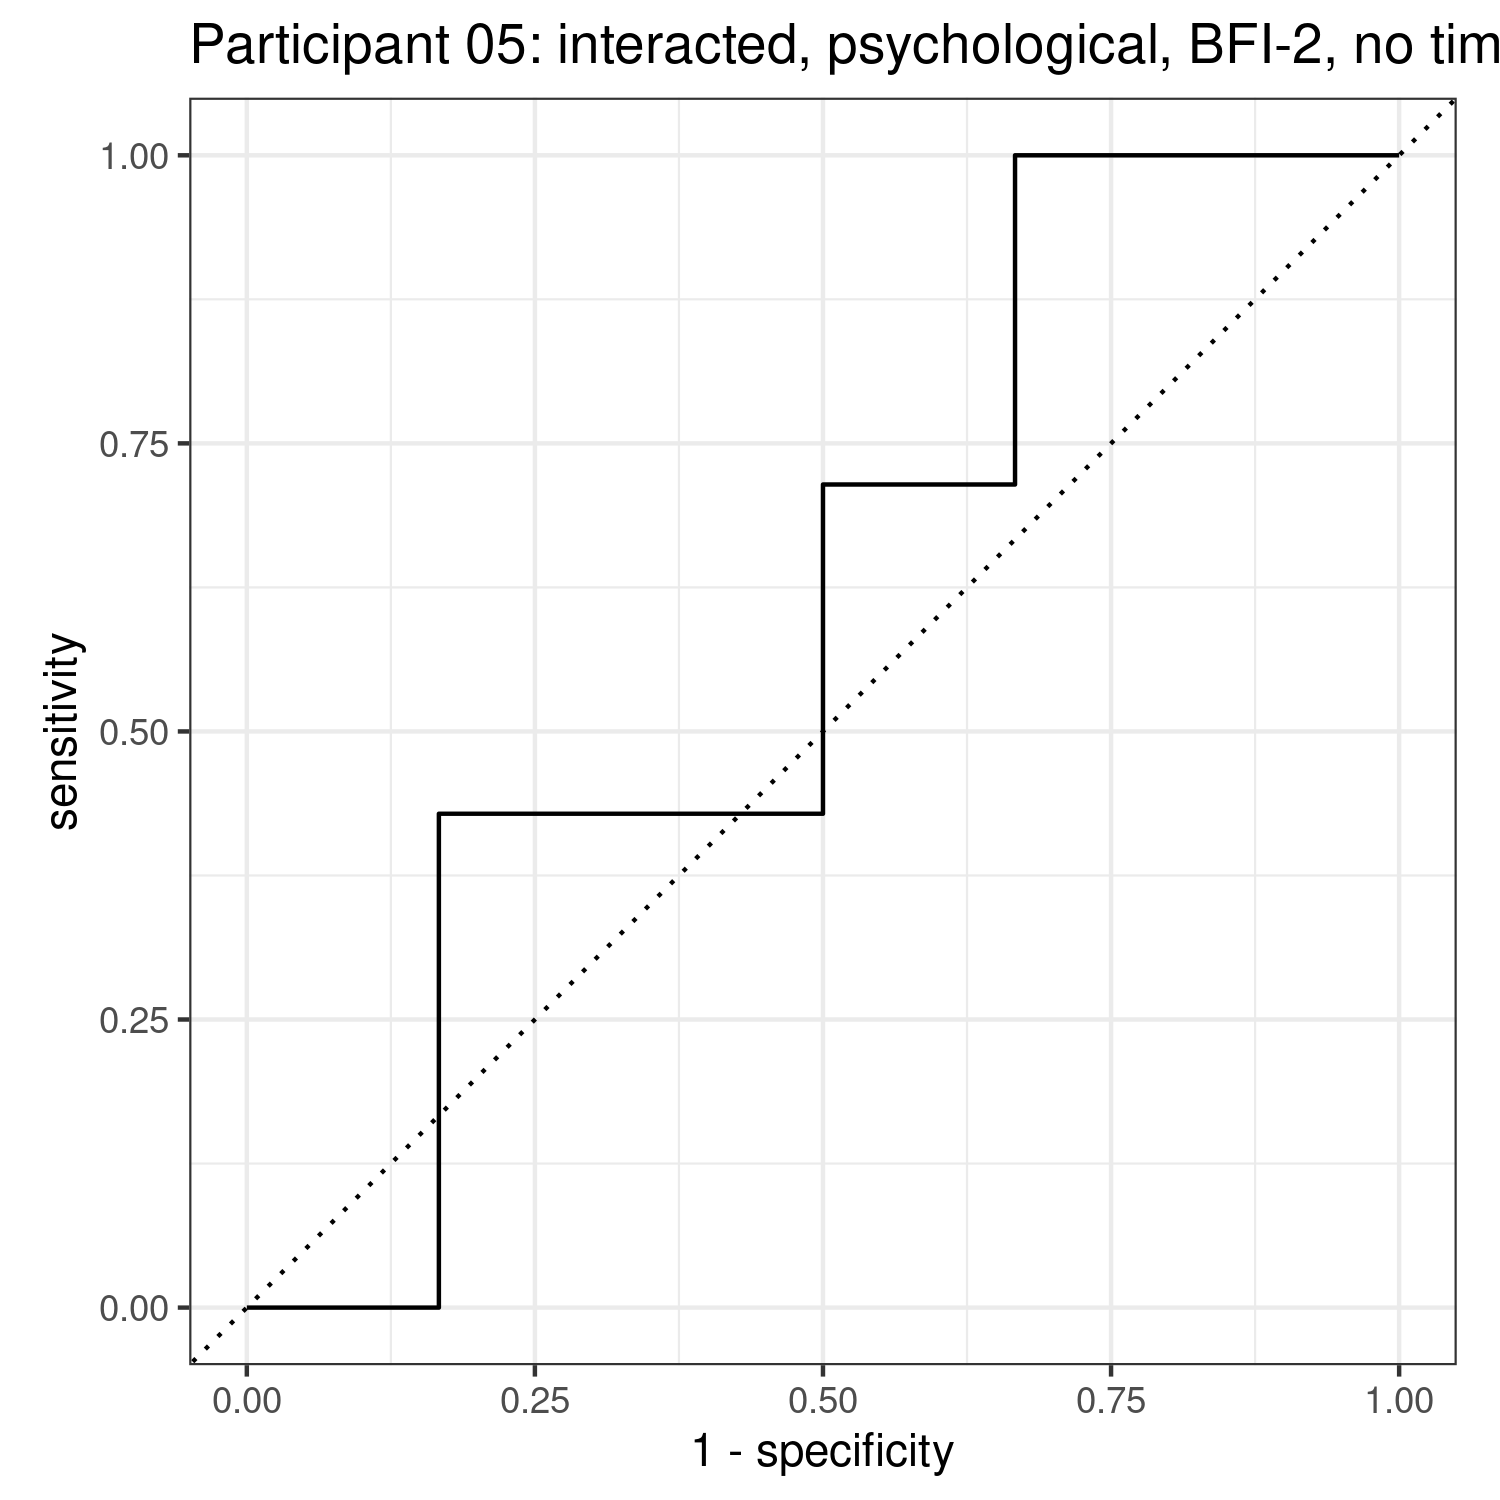 Participant 05: interacted, psychological, BFI-2, no tim
1.00
0.75
0.50
0.25
0.00
sensitivity
0.00 0.25 0.50 0.75 1.00
1 - specificity